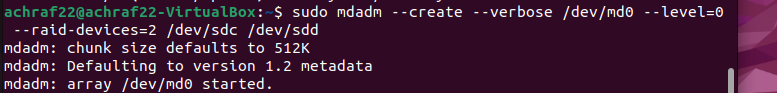 achraf22@achraf22-VirtualBox:~$ sudo mdadm --create --verbose /dev/md0 --level=0
--raid-devices=2 /dev/sdc /dev/sdd
mdadm: chunk size defaults to 512K
mdadm: Defaulting to version 1.2 metadata
mdadm: array /dev/md0 started.